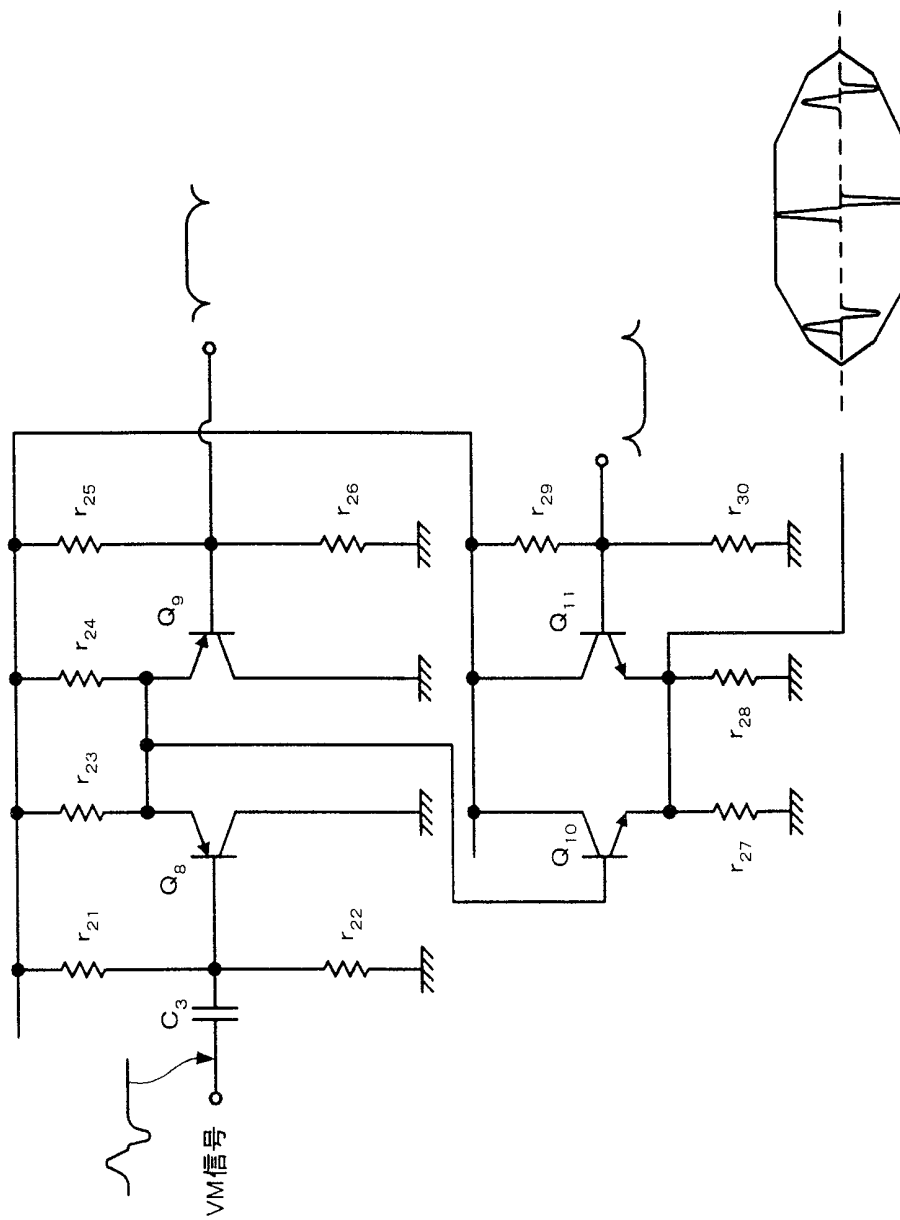 VM信号
C₃
r₂₁
r₂₂
Q₈
r₂₃
r₂₄
Q₉
r₂₅
r₂₆
Q₁₀
r₂₇
r₂₈
Q₁₁
r₂₉
r₃₀